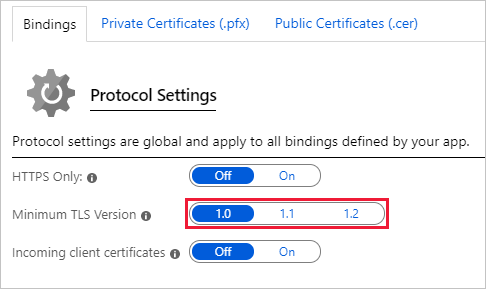 Bindings Private Certificates (.pfx) Public Certificates (.cer)
Protocol Settings
Protocol settings are global and apply to all bindings defined by your app.
HTTPS Only: Off On
Minimum TLS Version 1.0 1.1 1.2
Incoming client certificates Off On